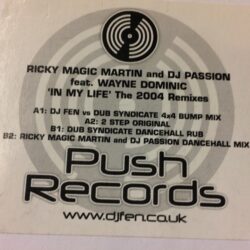 RICKY MAGIC MARTIN and DJ PASSION
feat. WAYNE DOMINIC
'IN MY LIFE' The 2004 Remixes
A1: DJ FEN vs DUB SYNDICATE 4x4 BUMP MIX
A2: 2 STEP ORIGINAL
B1: DUB SYNDICATE DANCEHALL RUB
B2: RICKY MAGIC MARTIN and DJ PASSION DANCEHALL MIX
Push
Records
www.djfen.co.uk